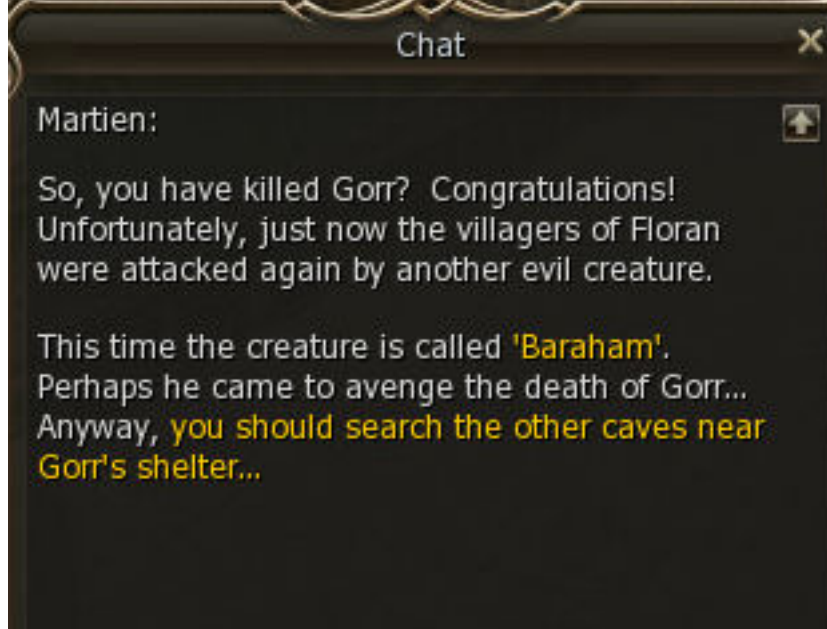 Chat
Martien:
So, you have killed Gorr?  Congratulations!
Unfortunately, just now the villagers of Floran
were attacked again by another evil creature.
This time the creature is called 'Baraham'.
Perhaps he came to avenge the death of Gorr...
Anyway, you should search the other caves near
Gorr's shelter...